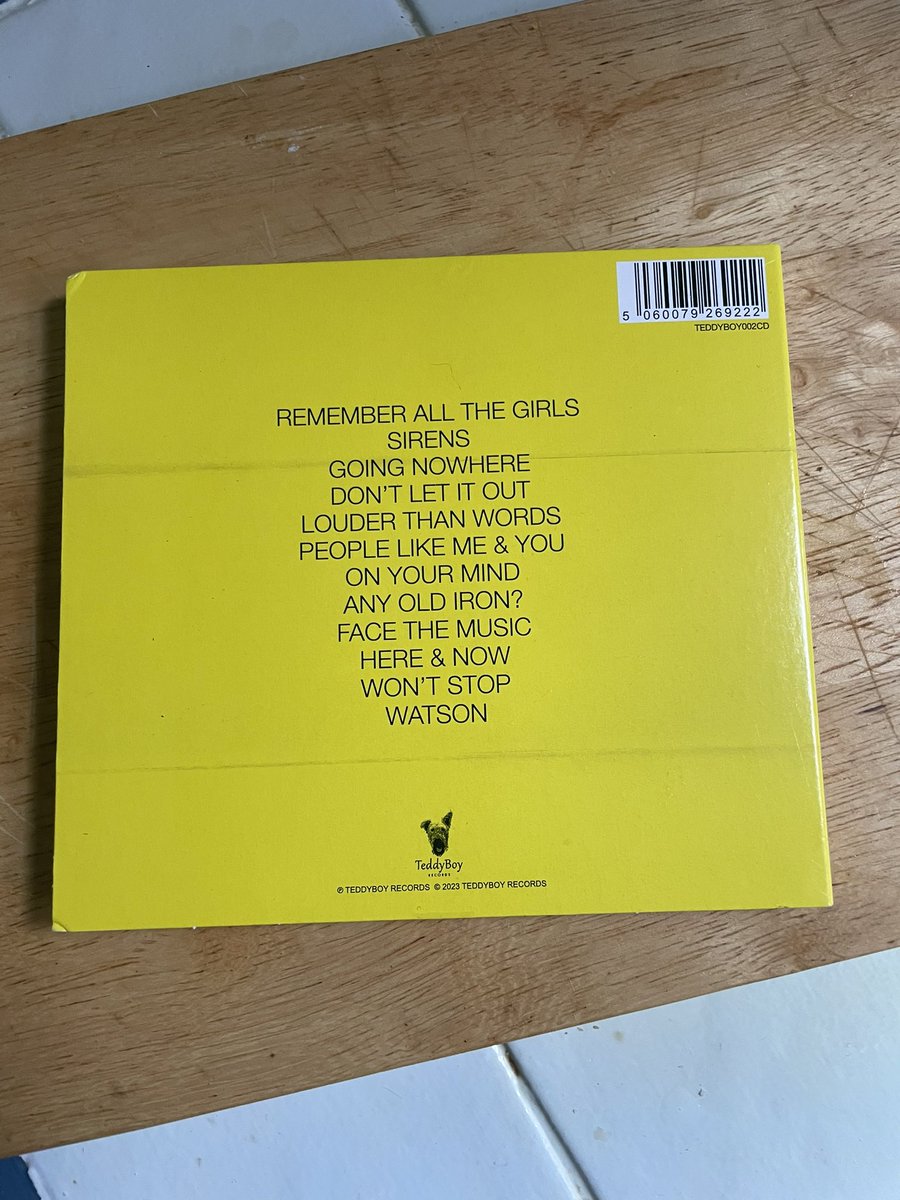 5 060079 269222
TEDDYBOY002CD
REMEMBER ALL THE GIRLS
SIRENS
GOING NOWHERE
DON'T LET IT OUT
LOUDER THAN WORDS
PEOPLE LIKE ME & YOU
ON YOUR MIND
ANY OLD IRON?
FACE THE MUSIC
HERE & NOW
WON'T STOP
WATSON
TeddyBoy
RECORDS
℗ TEDDYBOY RECORDS © 2023 TEDDYBOY RECORDS